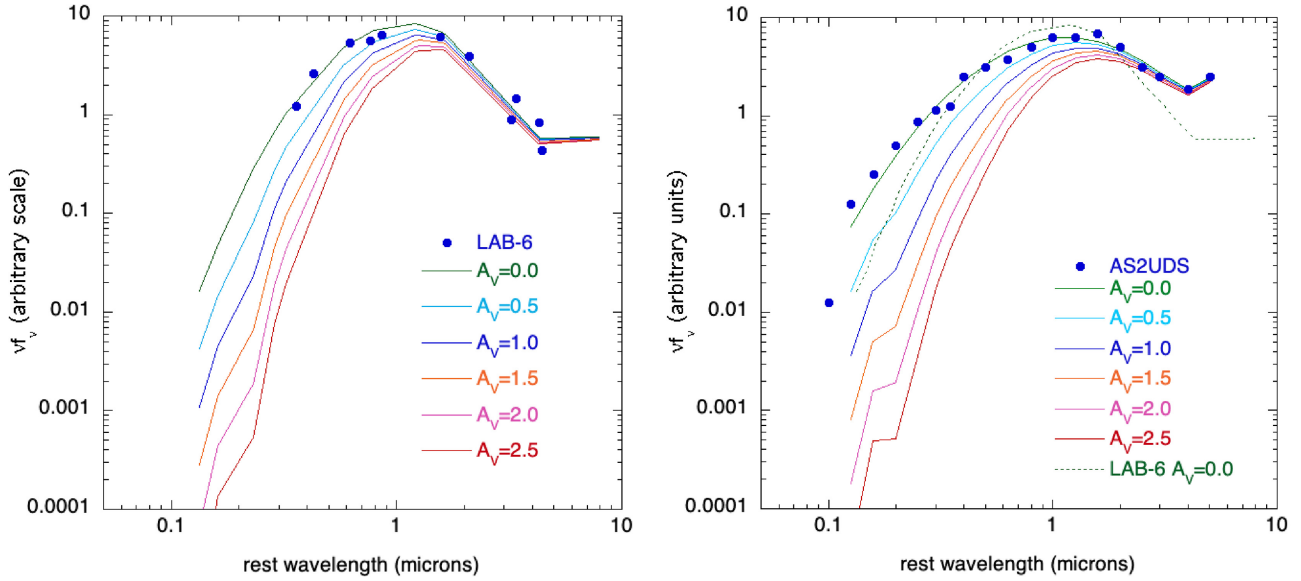 10
1
0.1
0.01
0.001
0.0001
νf_ν (arbitrary scale)
LAB-6
A_V=0.0
A_V=0.5
A_V=1.0
A_V=1.5
A_V=2.0
A_V=2.5
0.1 1 10
rest wavelength (microns)
10
1
0.1
0.01
0.001
0.0001
νf_ν (arbitrary units)
AS2UDS
A_V=0.0
A_V=0.5
A_V=1.0
A_V=1.5
A_V=2.0
A_V=2.5
LAB-6 A_V=0.0
0.1 1 10
rest wavelength (microns)